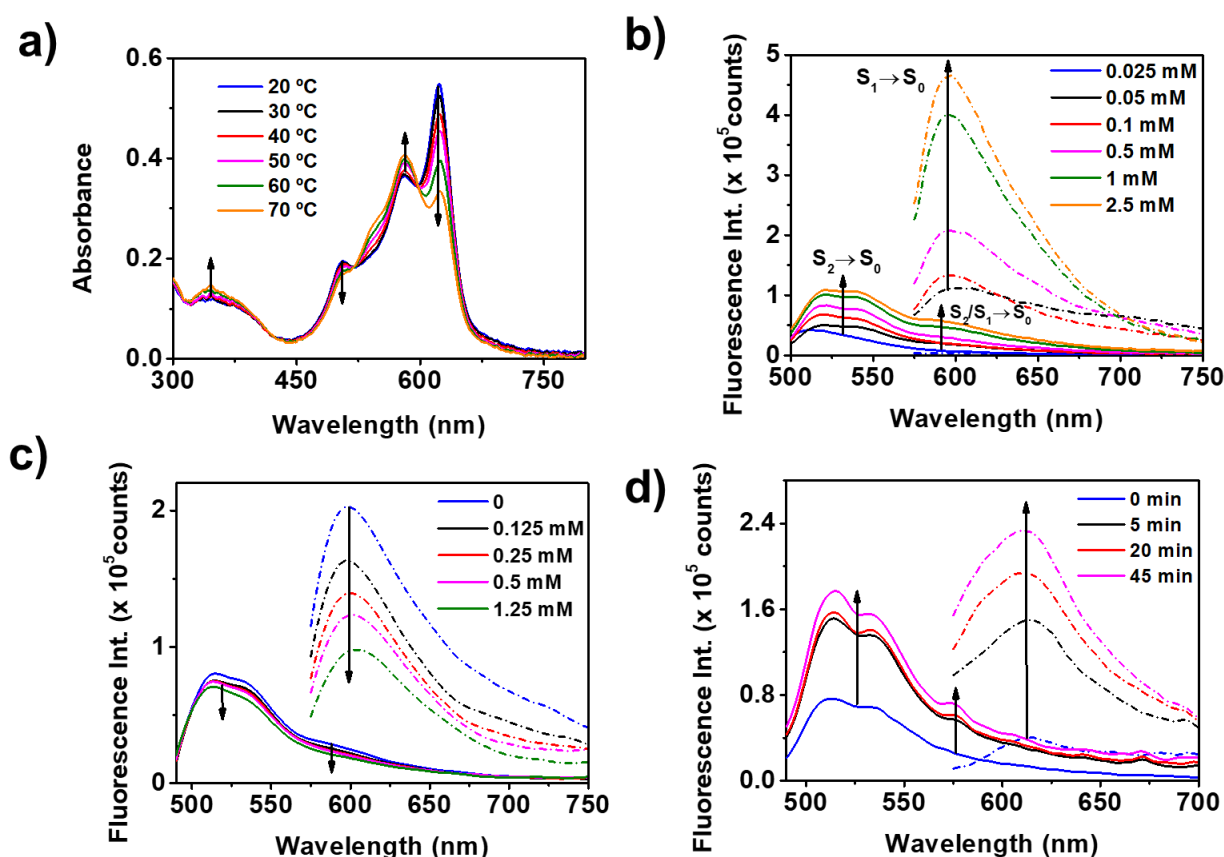 a)
Absorbance
0.6
0.4
0.2
0.0
20 ºC
30 ºC
40 ºC
50 ºC
60 ºC
70 ºC
300 450 600 750
Wavelength (nm)
b)
Fluorescence Int. (x 10⁵ counts)
5
4
3
2
1
0
S₁→S₀
S₂→S₀
S₂/S₁→S₀
0.025 mM
0.05 mM
0.1 mM
0.5 mM
1 mM
2.5 mM
500 550 600 650 700 750
Wavelength (nm)
c)
Fluorescence Int. (x 10⁵counts)
2
1
0
0
0.125 mM
0.25 mM
0.5 mM
1.25 mM
500 550 600 650 700 750
Wavelength (nm)
d)
Fluorescence Int. (x 10⁵ counts)
2.4
1.6
0.8
0.0
0 min
5 min
20 min
45 min
500 550 600 650 700
Wavelength (nm)